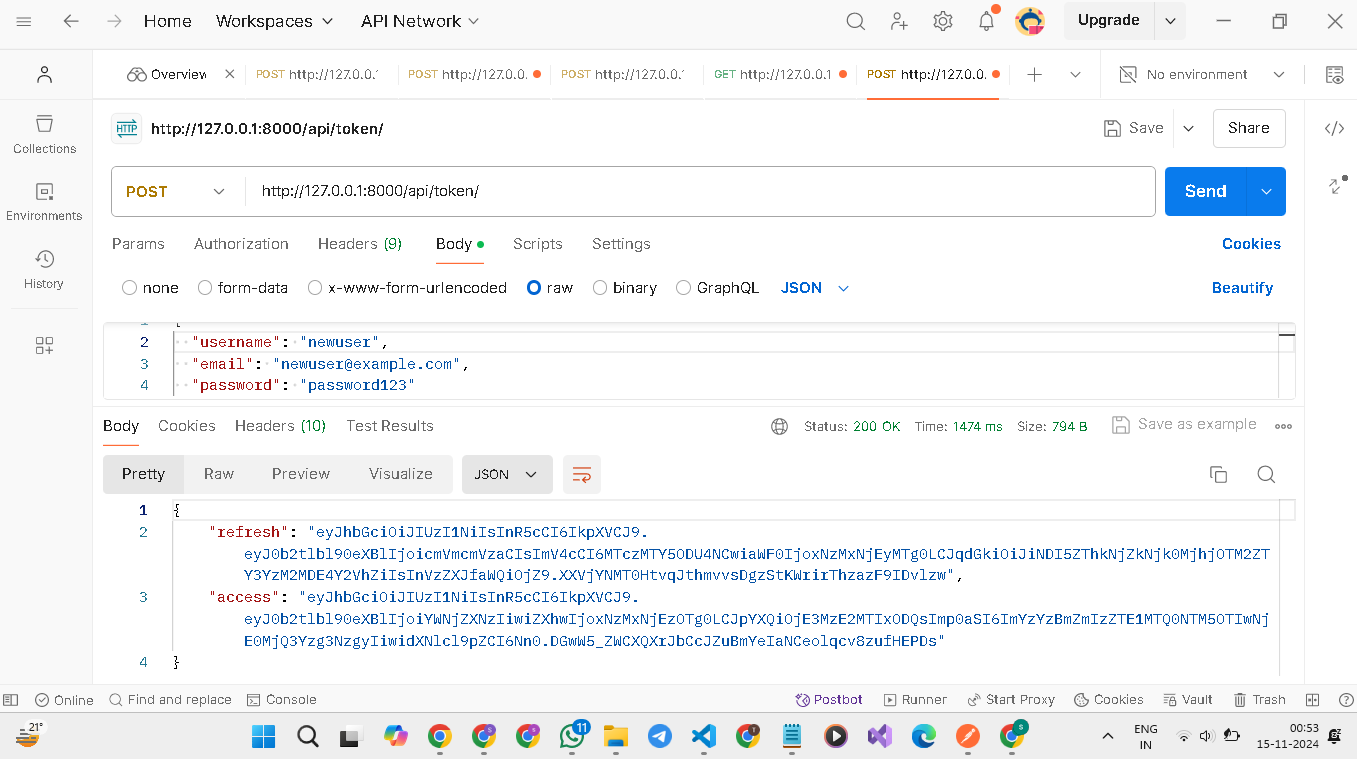 Home Workspaces API Network Upgrade
Overview POST http://127.0.0.1 POST http://127.0.0. POST http://127.0.0.1 GET http://127.0.0.1 POST http://127.0.0. No environment
HTTP http://127.0.0.1:8000/api/token/ Save Share
Collections
Environments
History
POST http://127.0.0.1:8000/api/token/ Send
Params Authorization Headers (9) Body Scripts Settings Cookies
none form-data x-www-form-urlencoded raw binary GraphQL JSON Beautify
2 "username": "newuser",
3 "email": "newuser@example.com",
4 "password": "password123"
Body Cookies Headers (10) Test Results Status: 200 OK Time: 1474 ms Size: 794 B Save as example
Pretty Raw Preview Visualize JSON
1 {
2 "refresh": "eyJhbGciOiJIUzI1NiIsInR5cCI6IkpXVCJ9.
eyJ0b2tlbl90eXBlIjoicmVmcmVzaCIsImV4cCI6MTczMTY5ODU4NCwiaWF0IjoxNzMxNjEyMTg0LCJqdGkiOiJiNDI5ZThkNjZkNjk0MjhjOTM2ZT
Y3YzM2MDE4Y2VhZiIsInVzZXJfaWQiOjZ9.XXVjYNMT0HtvqJthmvvsDgzStKWrirThzazF9IDvlzw",
3 "access": "eyJhbGciOiJIUzI1NiIsInR5cCI6IkpXVCJ9.
eyJ0b2tlbl90eXBlIjoiYWNjZXNzIiwiZXhwIjoxNzMxNjEzOTg0LCJpYXQiOjE3MzE2MTIxODQsImp0aSI6ImYzYzBmZmIzZTE1MTQ0NTM5OTIwNj
E0MjQ3Yzg3NzgyIiwidXNlcl9pZCI6Nn0.DGwW5_ZWCXQXrJbCcJZuBmYeIaNCeolqcv8zufHEPDs"
4 }
Online Find and replace Console Postbot Runner Start Proxy Cookies Vault Trash
21° 11 ENG 00:53
IN 15-11-2024